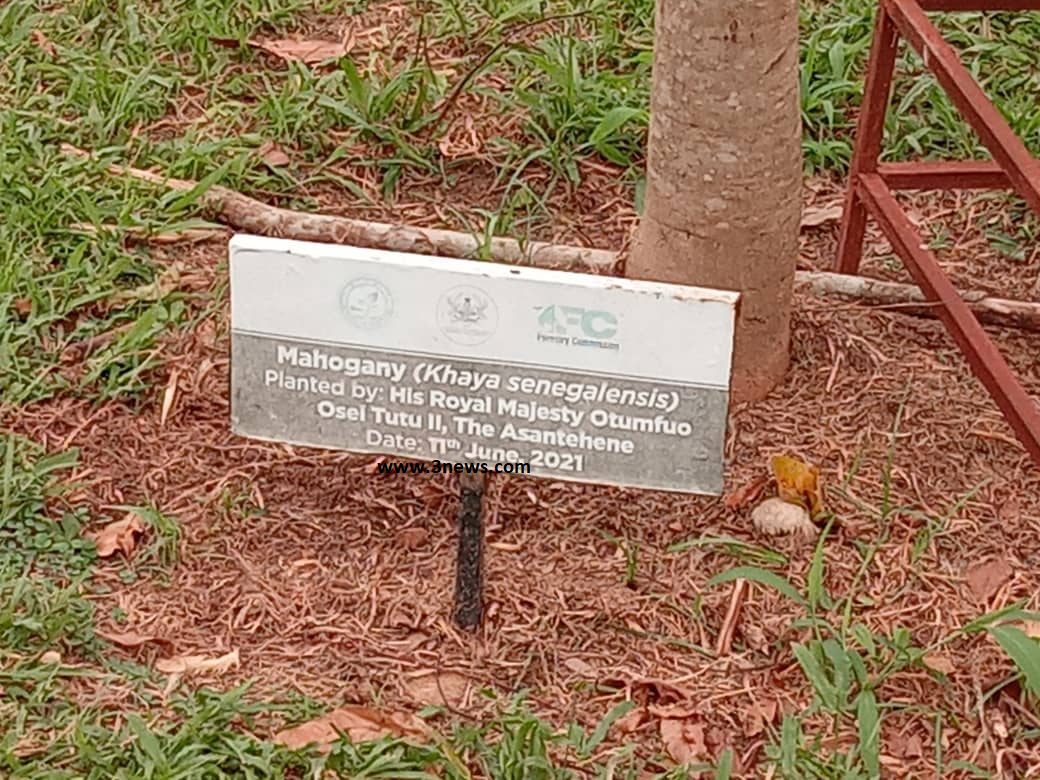 FC
Forestry Commission
Mahogany (Khaya senegalensis)
Planted by: His Royal Majesty Otumfuo
Osei Tutu II, The Asantehene
Date: 11th June, 2021
www.3news.com